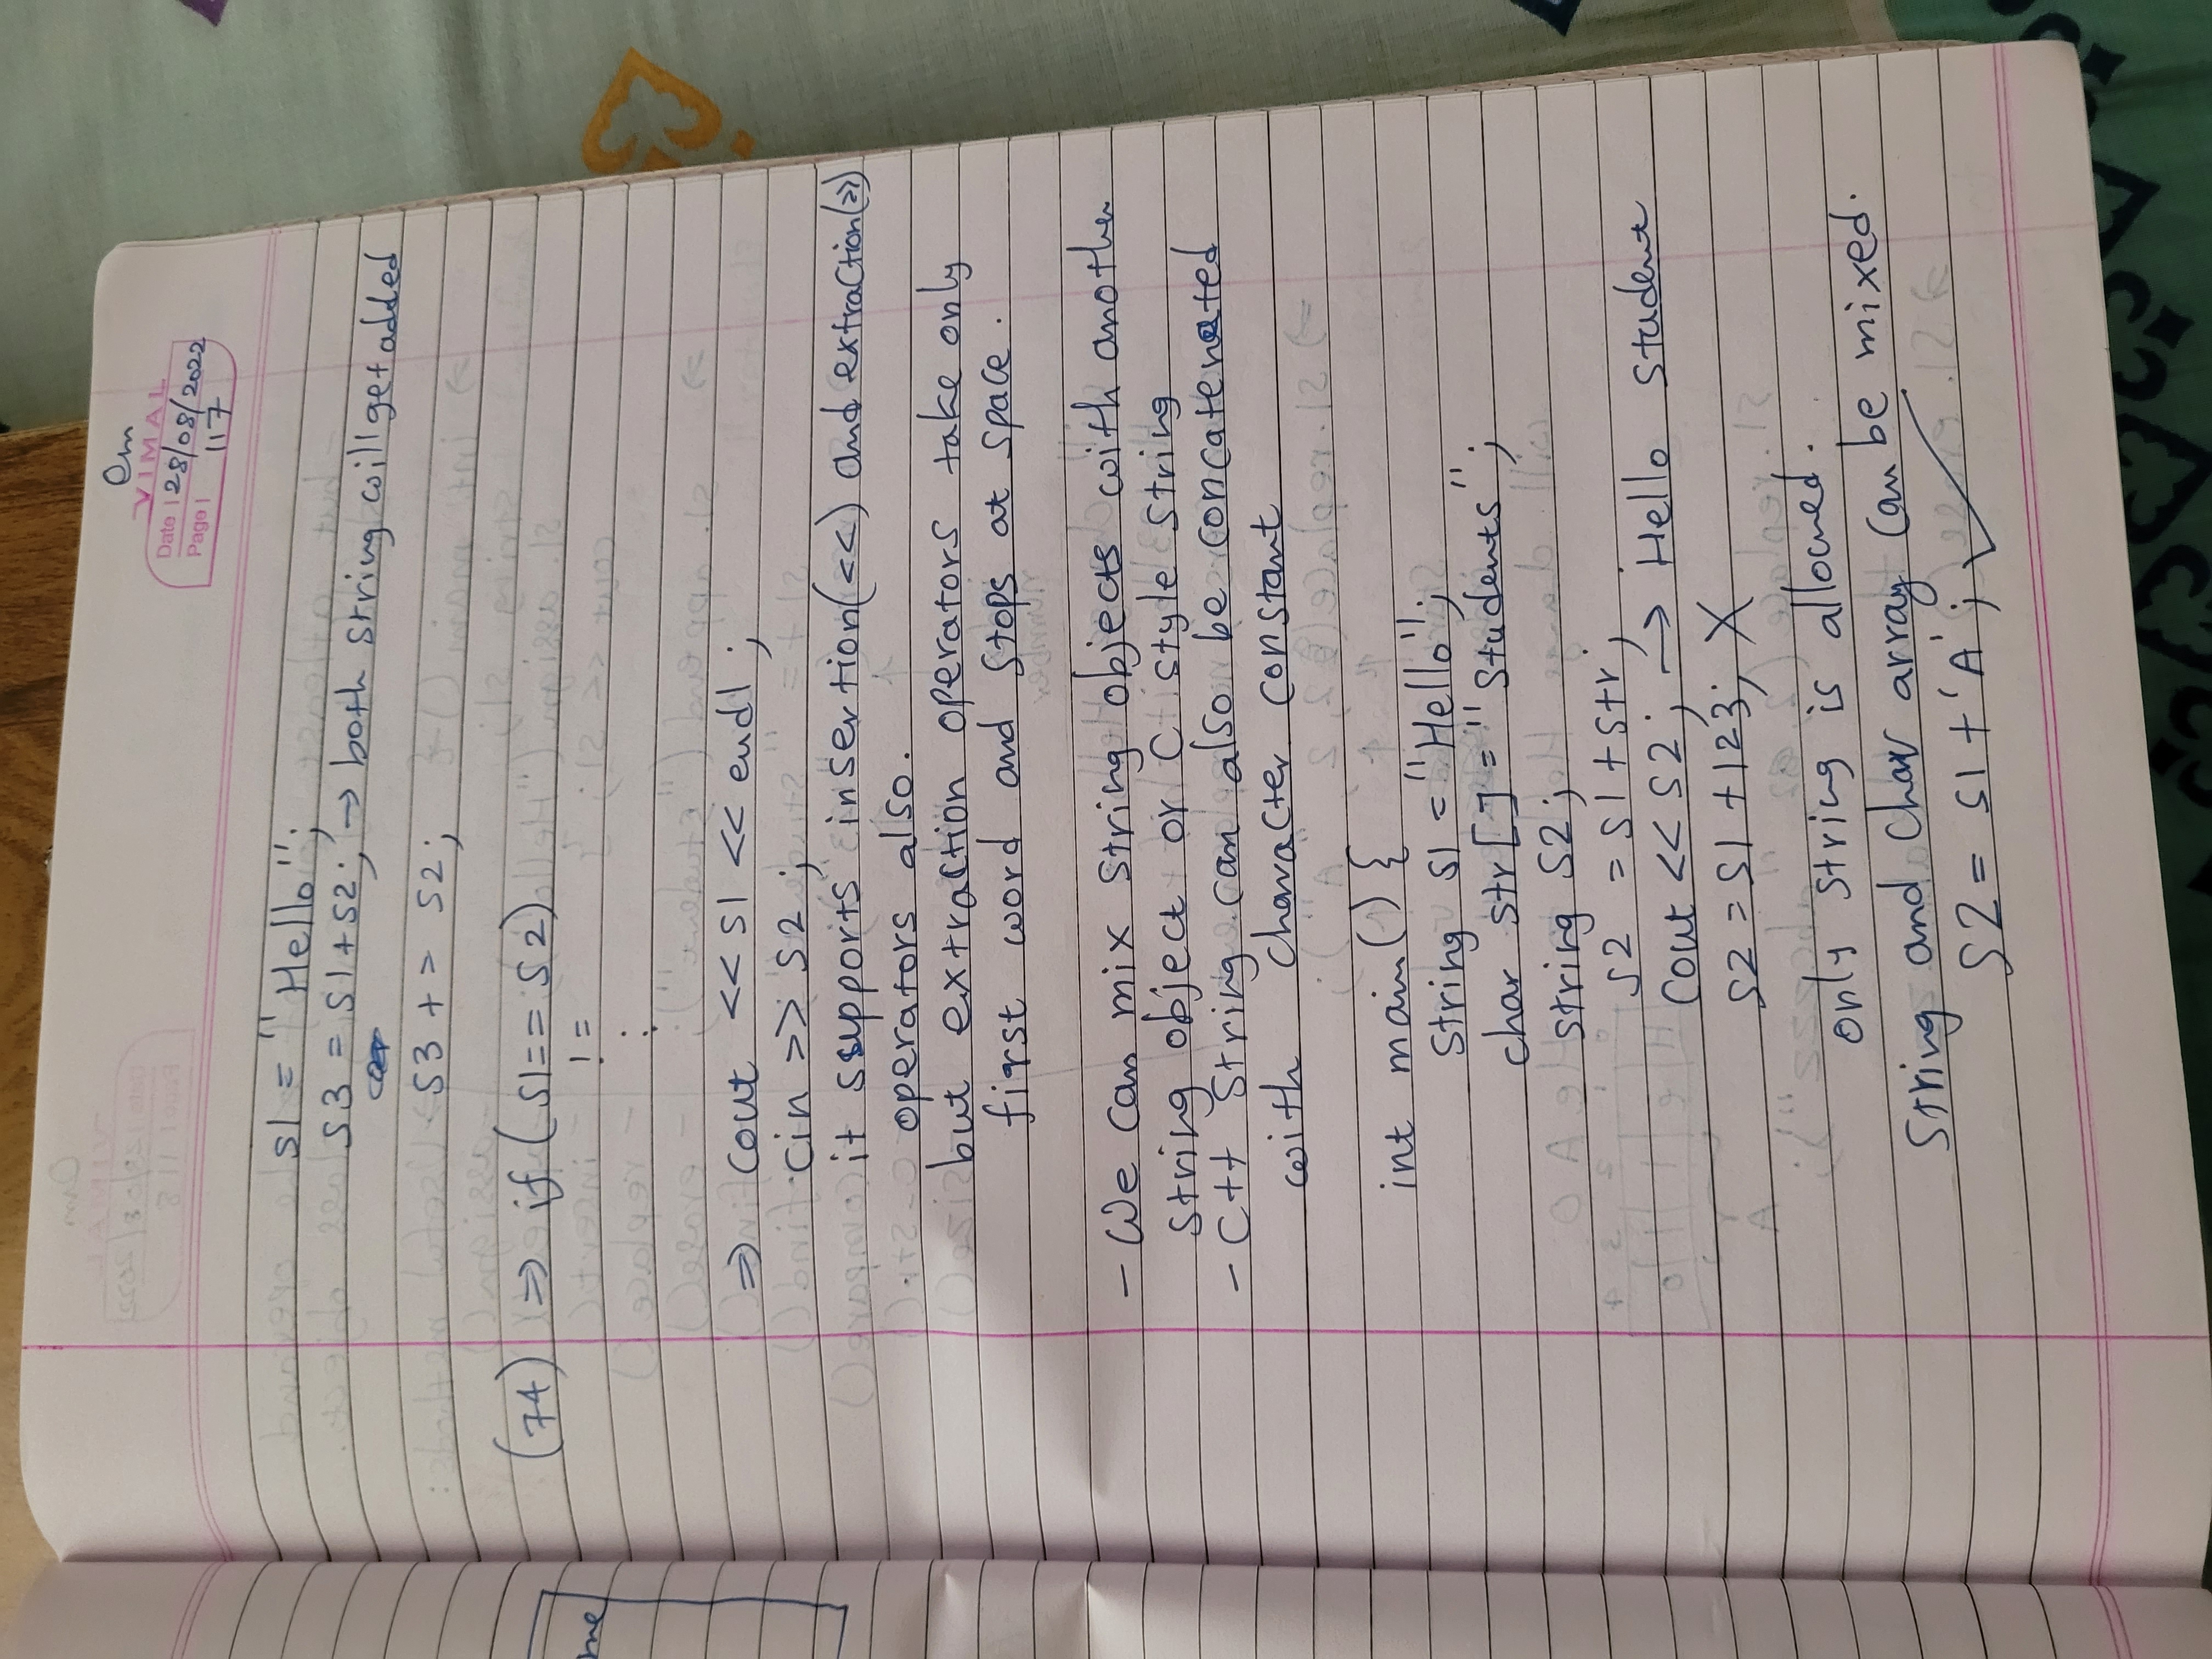 Om
VIMAL
Date | 28/08/2022
Page | 117
s1 = "Hello";
s3 = s1+s2; → both string will get added
s3 += s2;
(74) ⇒ if (s1== s2)
!=
:
⇒ cout << s1 << endl;
cin >> s2;
it supports insertion(<<) and extraction(>>)
operators also.
but extraction operators take only
first word and stops at space.
- We can mix string objects with another
string object or C style string
- C++ string can also be concatenated
with character constant
int main() {
string s1 = "Hello";
char str[] = "Students";
string s2;
s2 = s1+str;
cout << s2; → Hello student
s2 = s1 +123; X
only string is allowed.
string and char array can be mixed.
s2 = s1+'A'; ✓
me